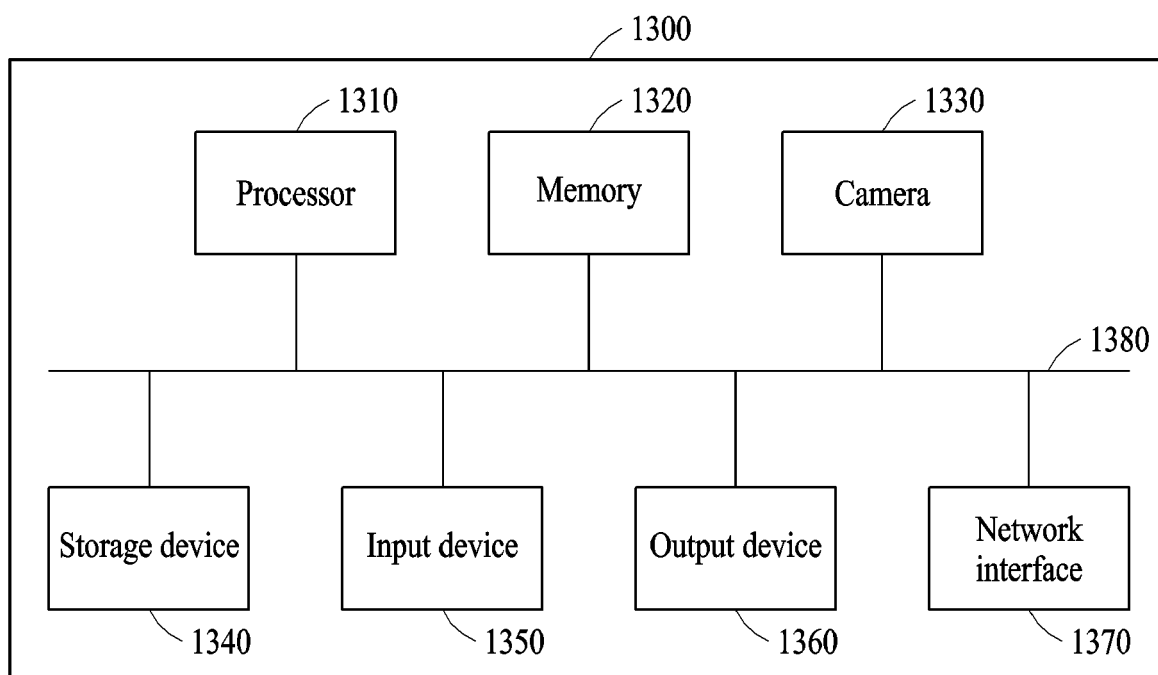 1300
1310
1320
1330
Processor
Memory
Camera
1380
Storage device
Input device
Output device
Network
interface
1340
1350
1360
1370